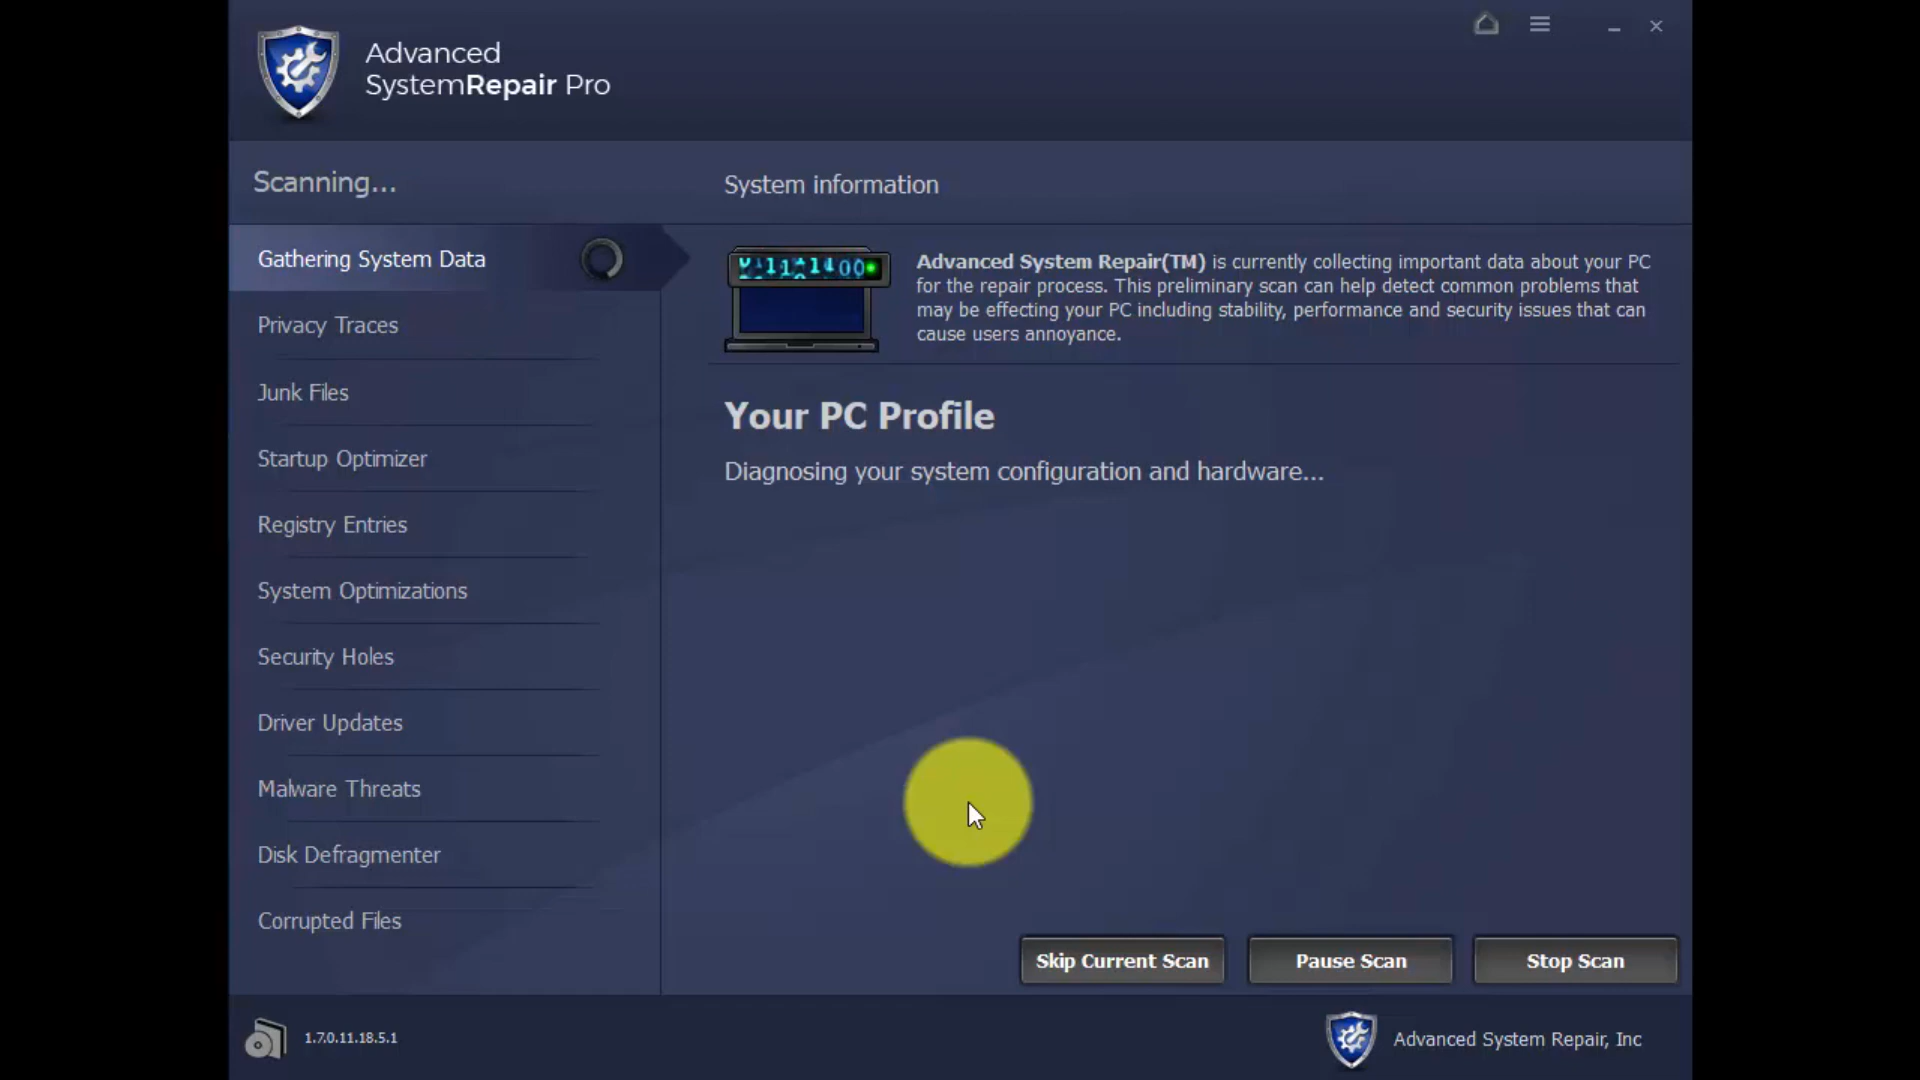 Advanced
SystemRepair Pro
Scanning...
System information
Gathering System Data
Privacy Traces
Junk Files
Startup Optimizer
Registry Entries
System Optimizations
Security Holes
Driver Updates
Malware Threats
Disk Defragmenter
Corrupted Files
Advanced System Repair(TM) is currently collecting important data about your PC
for the repair process. This preliminary scan can help detect common problems that
may be effecting your PC including stability, performance and security issues that can
cause users annoyance.
Your PC Profile
Diagnosing your system configuration and hardware...
Skip Current Scan
Pause Scan
Stop Scan
1.7.0.11.18.5.1
Advanced System Repair, Inc